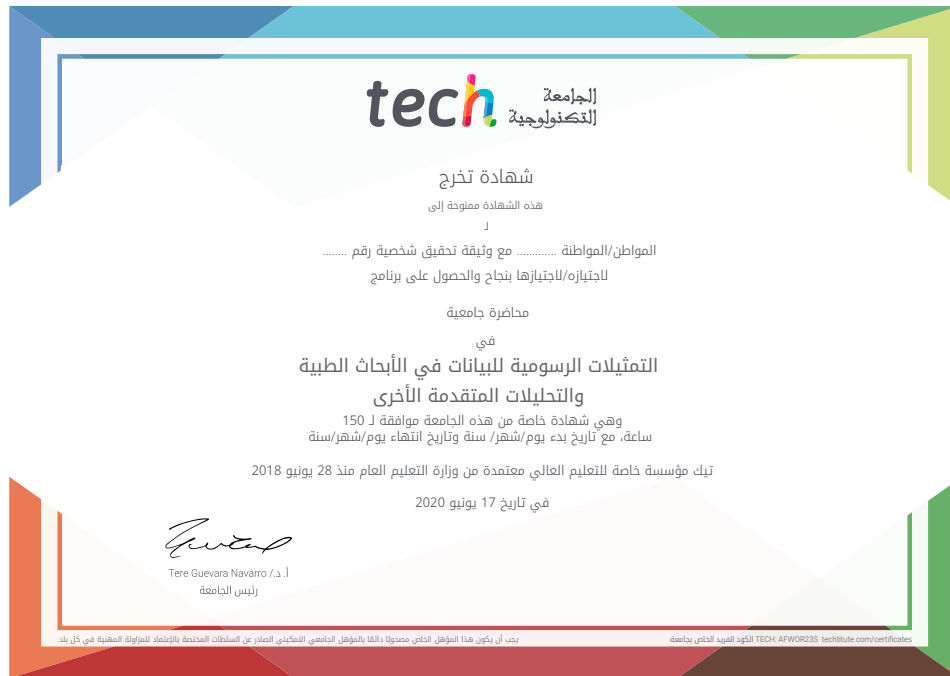 tech الجامعة
التكنولوجية
شهادة تخرج
هذه الشهادة ممنوحة إلى
لـ
المواطن/المواطنة ............ مع وثيقة تحقيق شخصية رقم ........
لاجتيازه/لاجتيازها بنجاح والحصول على برنامج
محاضرة جامعية
في
التمثيلات الرسومية للبيانات في الأبحاث الطبية
والتحليلات المتقدمة الأخرى
وهي شهادة خاصة من هذه الجامعة موافقة لـ 150
ساعة، مع تاريخ بدء يوم/شهر/ سنة وتاريخ انتهاء يوم/شهر/سنة
تيك مؤسسة خاصة للتعليم العالي معتمدة من وزارة التعليم العام منذ 28 يونيو 2018
في تاريخ 17 يونيو 2020
أ. د./ Tere Guevara Navarro
رئيس الجامعة
يجب أن يكون هذا المؤهل الخاص مصحوبًا دائمًا بالمؤهل الجامعي التمكيني الصادر عن السلطات المختصة بالإعتماد للمزاولة المهنية في كل بلد.
الكود الفريد الخاص بجامعة TECH: AFWOR23S techtitute.com/certificates